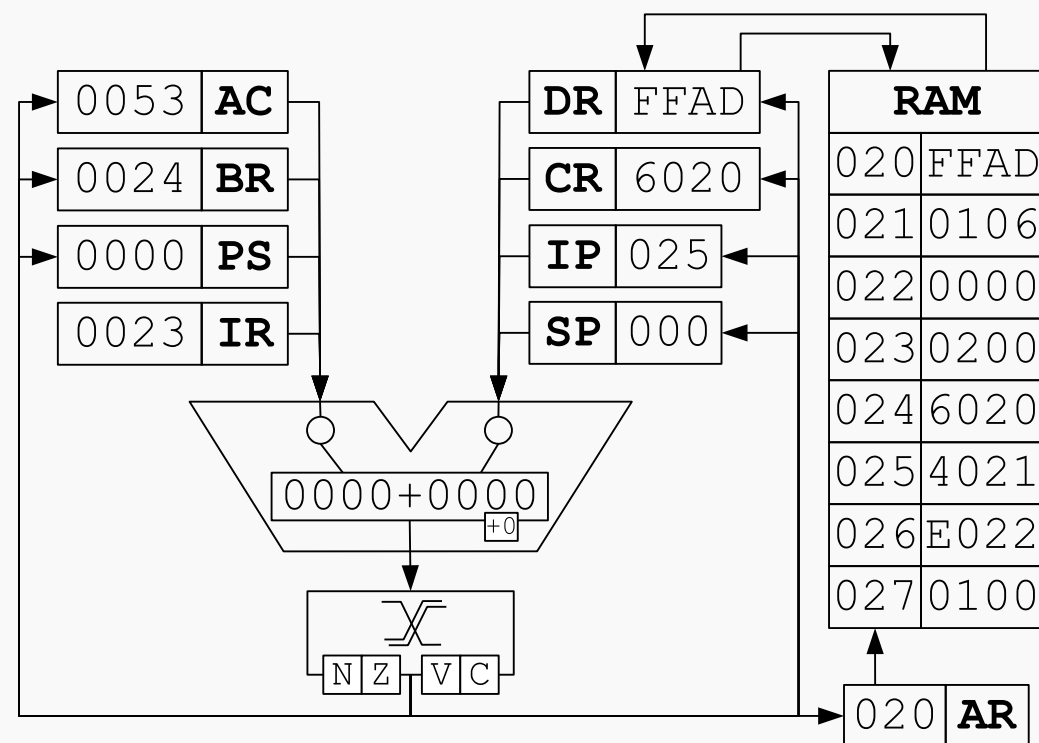 0053 AC
0024 BR
0000 PS
0023 IR
DR FFAD
CR 6020
IP 025
SP 000
RAM
020 FFAD
021 0106
022 0000
023 0200
024 6020
025 4021
026 E022
027 0100
0000+0000
+0
N Z V C
020 AR